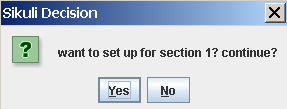 Sikuli Decision
want to set up for section 1? continue?
Yes
No